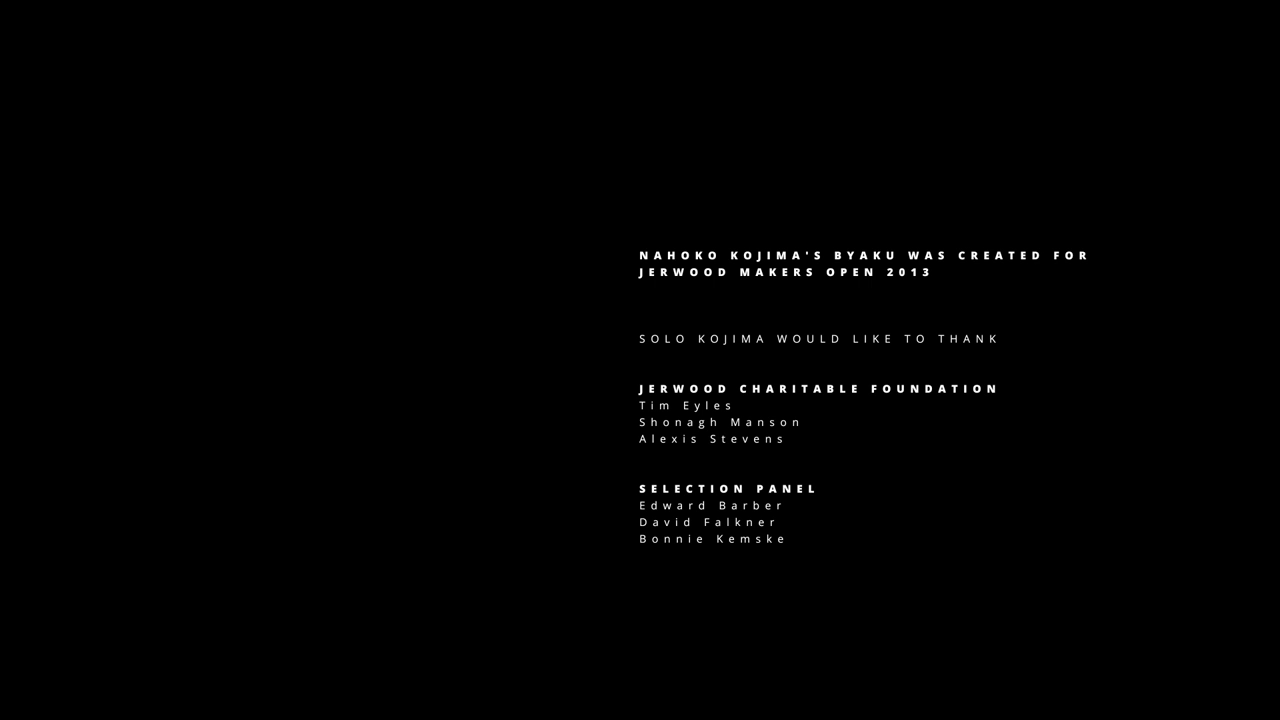 NAHOKO KOJIMA'S BYAKU WAS CREATED FOR
JERWOOD MAKERS OPEN 2013
SOLO KOJIMA WOULD LIKE TO THANK
JERWOOD CHARITABLE FOUNDATION
Tim Eyles
Shonagh Manson
Alexis Stevens
SELECTION PANEL
Edward Barber
David Falkner
Bonnie Kemske